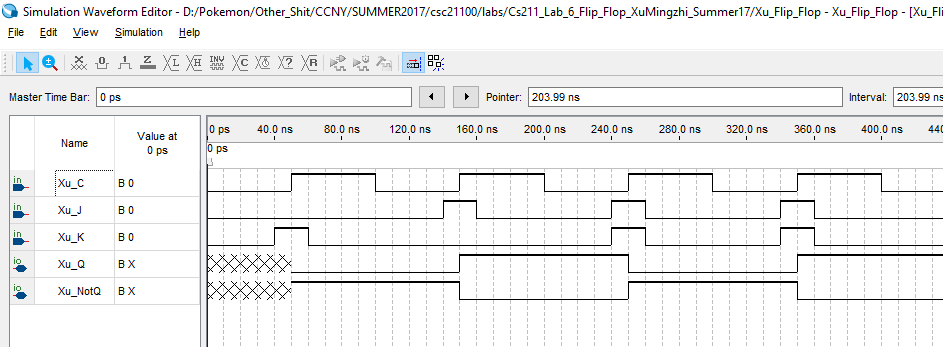 Simulation Waveform Editor - D:/Pokemon/Other_Shit/CCNY/SUMMER2017/csc21100/labs/Cs211_Lab_6_Flip_Flop_XuMingzhi_Summer17/Xu_Flip_Flop - Xu_Flip_Flop - [Xu_Fli
File Edit View Simulation Help
Master Time Bar: 0 ps Pointer: 203.99 ns Interval: 203.99 ns
Name Value at 0 ps
0 ps 40.0 ns 80.0 ns 120.0 ns 160.0 ns 200.0 ns 240.0 ns 280.0 ns 320.0 ns 360.0 ns 400.0 ns 440
0 ps
in Xu_C B 0
in Xu_J B 0
in Xu_K B 0
io Xu_Q B X
io Xu_NotQ B X